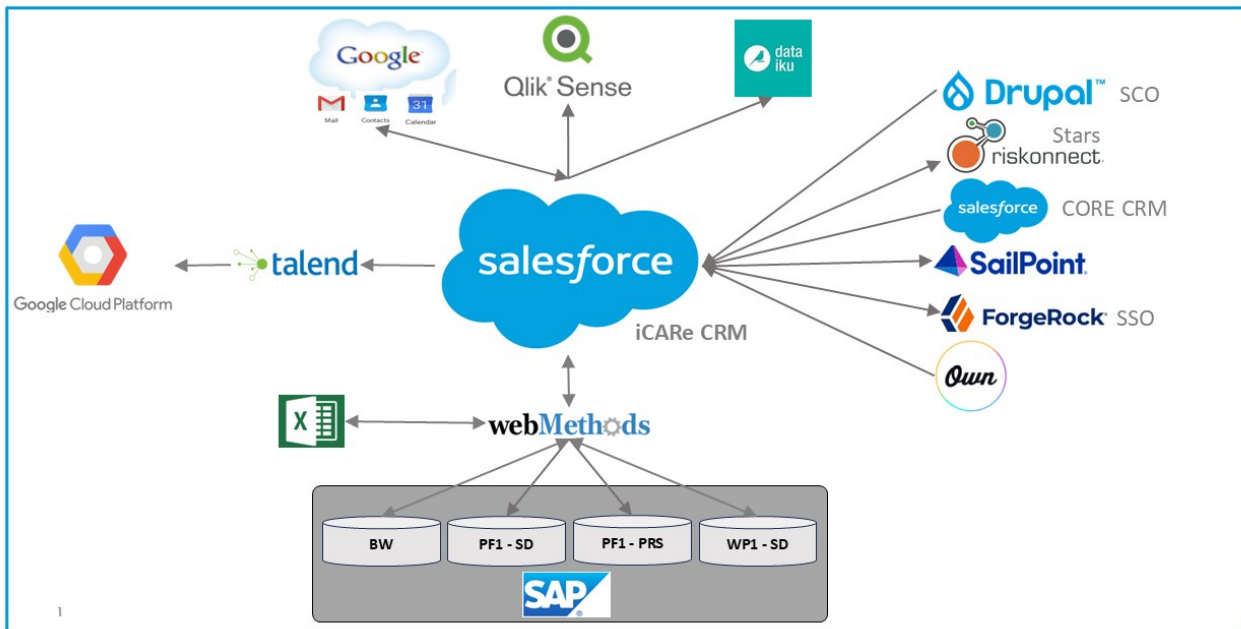 Google
Mail
Contacts
31
Calendar
Qlik Sense
data
iku
Drupal™ SCO
Stars
riskonnect
salesforce CORE CRM
SailPoint
ForgeRock SSO
Own
salesforce
iCARe CRM
talend
Google Cloud Platform
X
webMethods
BW
PF1 - SD
PF1 - PRS
WP1 - SD
SAP
1